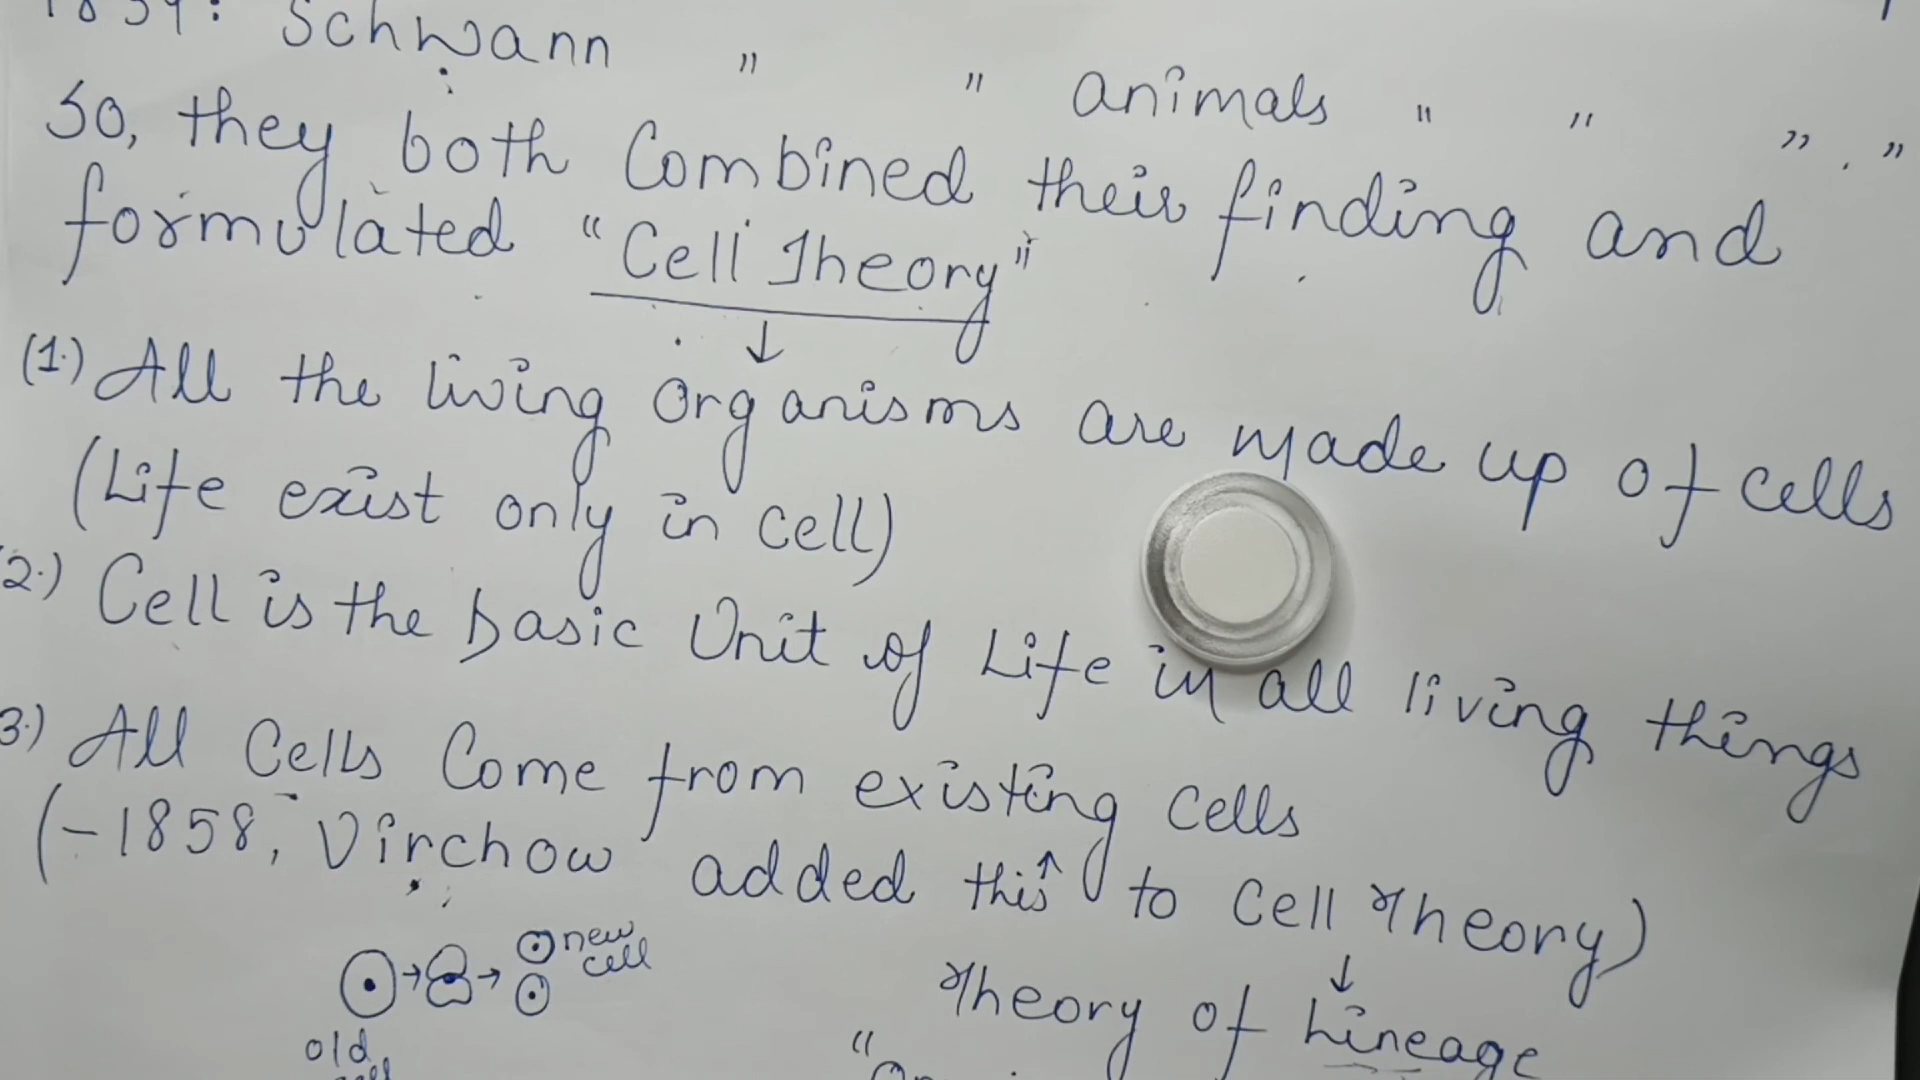 1839: Schwann " " animals " " " . "
So, they both Combined their finding and
formulated "Cell Theory"
↓
(1.) All the living Organisms are made up of cells
(Life exist only in cell)
2.) Cell is the basic Unit of Life in all living things
3.) All Cells Come from existing Cells
(-1858, Virchow added this ↑ to Cell Theory)
→ → new
cell
↓
Theory of Lineage
old
cell
"